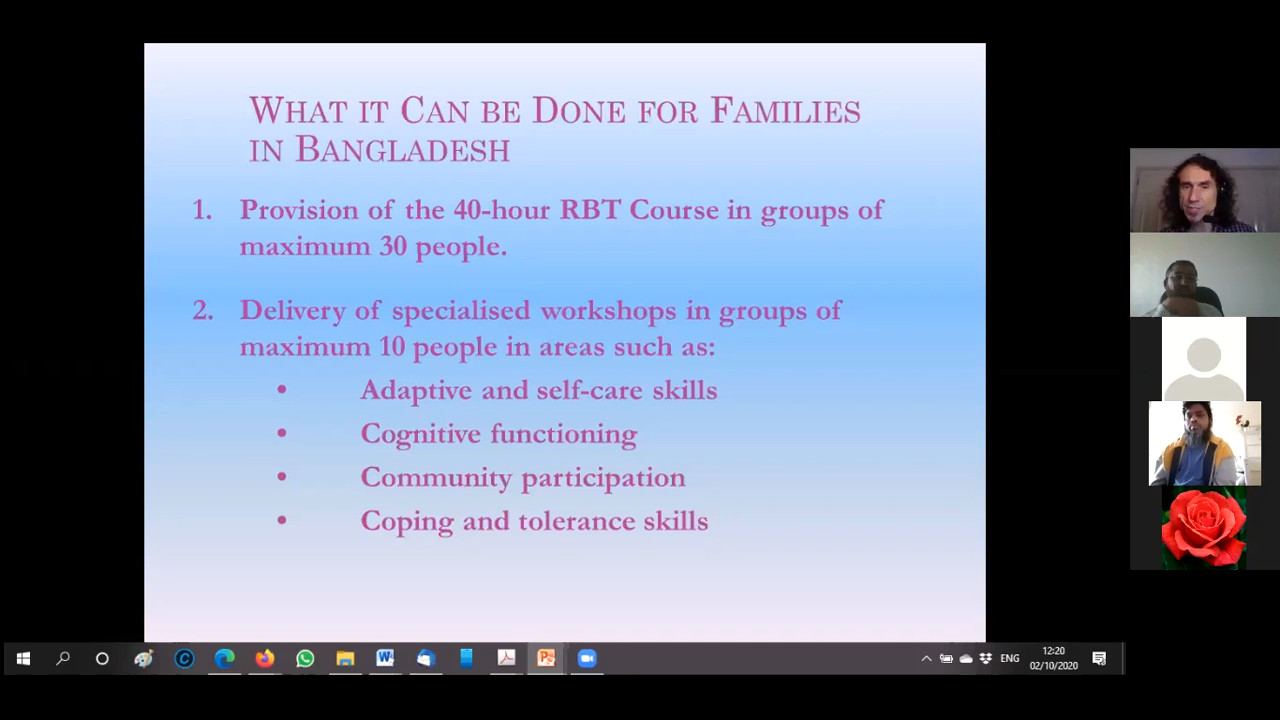 WHAT IT CAN BE DONE FOR FAMILIES
IN BANGLADESH
1. Provision of the 40-hour RBT Course in groups of
maximum 30 people.
2. Delivery of specialised workshops in groups of
maximum 10 people in areas such as:
• Adaptive and self-care skills
• Cognitive functioning
• Community participation
• Coping and tolerance skills
ENG
12:20
02/10/2020